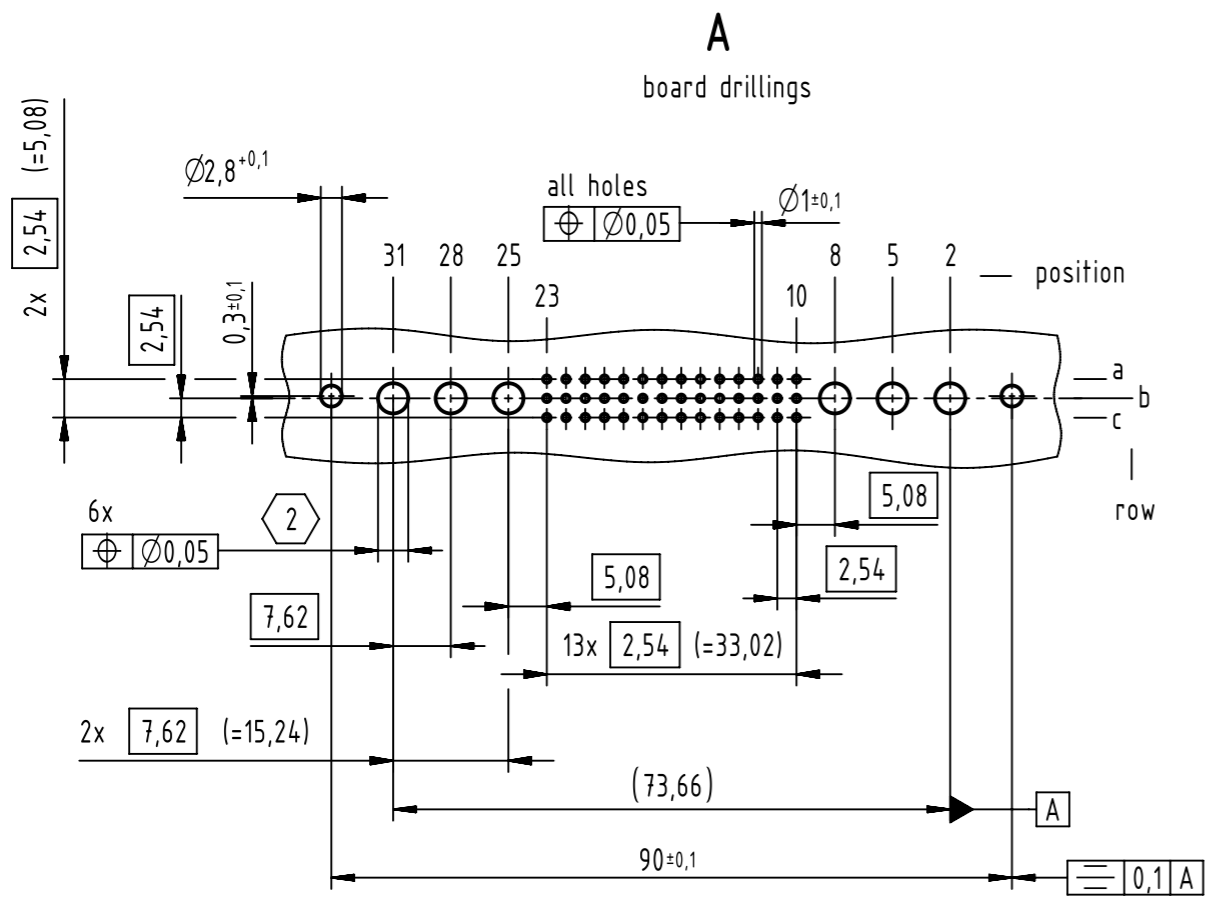 A
board drillings
2x 2,54 (=5,08)
Ø2,8+0,1
all holes
⌖ Ø0,05
Ø1±0,1
31 28 25
8 5 2
position
23
10
2,54
0,3±0,1
a
b
c
row
6x
⌖ Ø0,05
2
5,08
5,08
2,54
7,62
13x 2,54 (=33,02)
2x 7,62 (=15,24)
(73,66)
A
90±0,1
⌯ 0,1 A